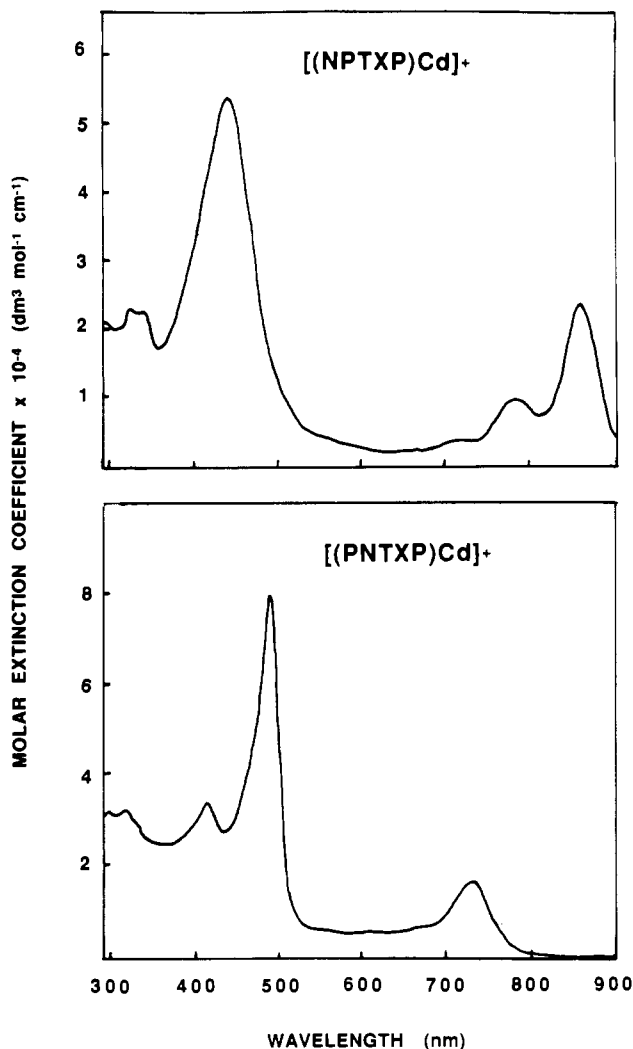 [(NPTXP)Cd]+
6
5
4
3
2
1
[(PNTXP)Cd]+
8
6
4
2
300 400 500 600 700 800 900
WAVELENGTH (nm)
MOLAR EXTINCTION COEFFICIENT x 10-4 (dm3 mol-1 cm-1)